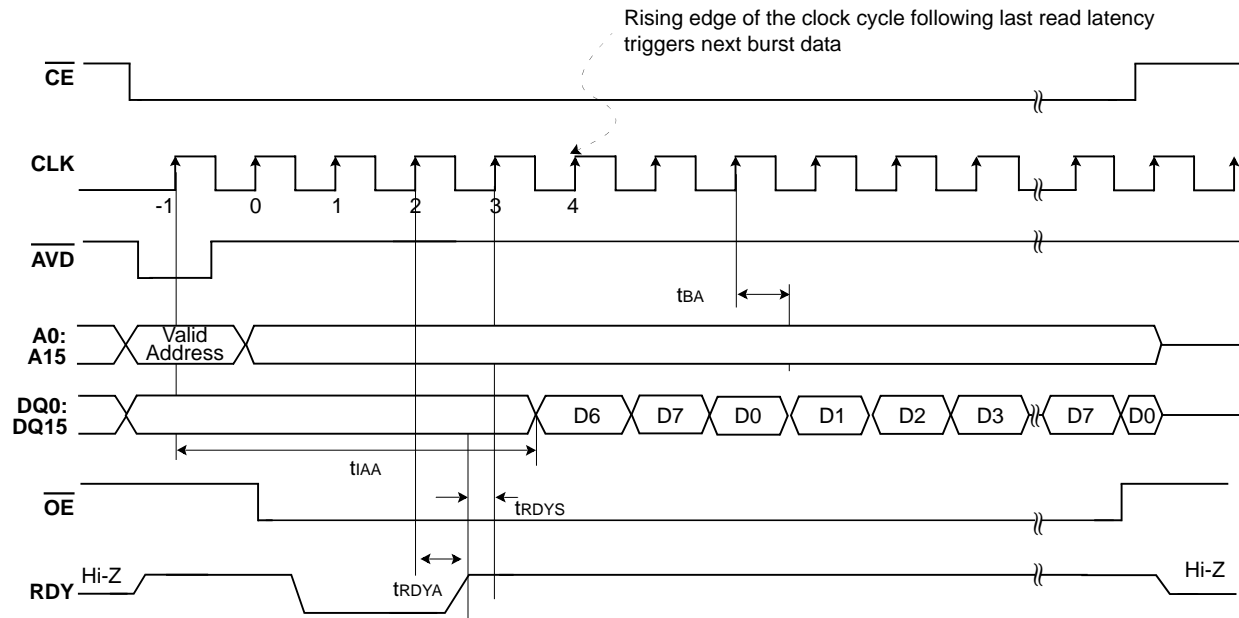 Rising edge of the clock cycle following last read latency
triggers next burst data
CE
CLK
-1 0 1 2 3 4
AVD
tBA
A0:
A15
Valid
Address
DQ0:
DQ15
D6 D7 D0 D1 D2 D3 D7 D0
tIAA
OE
tRDYS
Hi-Z
RDY
tRDYA
Hi-Z